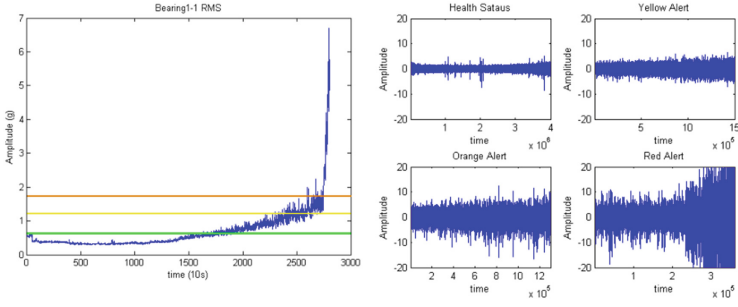 Bearing1-1 RMS
7
6
5
4
3
2
1
0
Amplitude (g)
0 500 1000 1500 2000 2500 3000
time (10s)
Health Sataus
20
10
0
-10
-20
Amplitude
1 2 3 4
time
x 10^6
Yellow Alert
20
10
0
-10
-20
Amplitude
5 10 15
time
x 10^5
Orange Alert
20
10
0
-10
-20
Amplitude
2 4 6 8 10 12
time
x 10^5
Red Alert
20
10
0
-10
-20
Amplitude
1 2 3
time
x 10^5